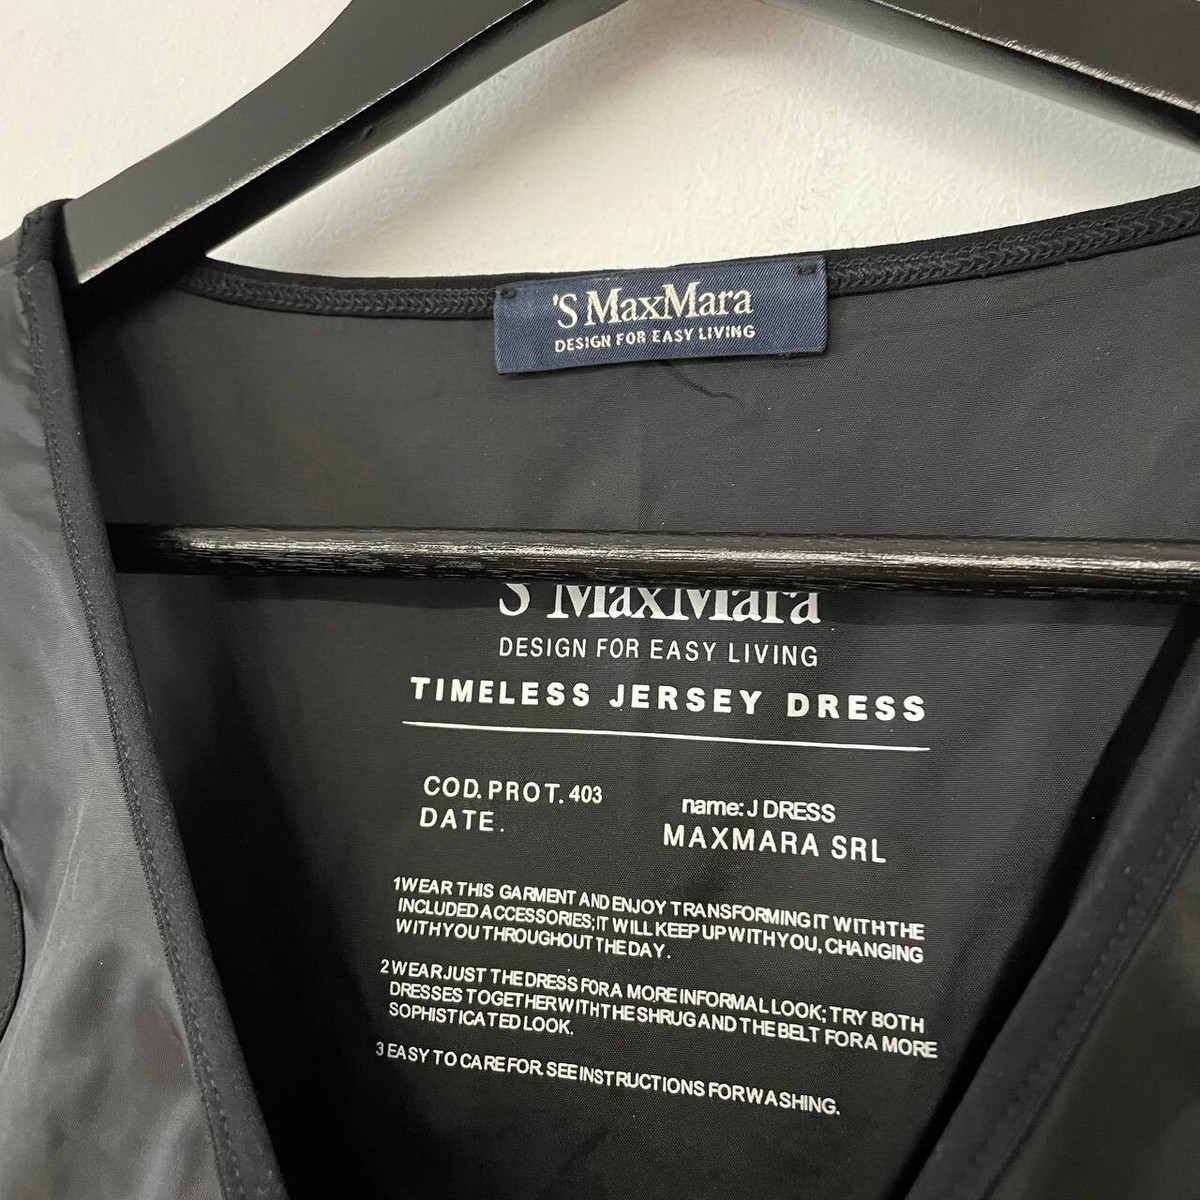 'S MaxMara
DESIGN FOR EASY LIVING
S MaxMara
DESIGN FOR EASY LIVING
TIMELESS JERSEY DRESS
COD. PROT. 403
DATE.
name: J DRESS
MAXMARA SRL
1 WEAR THIS GARMENT AND ENJOY TRANSFORMING IT WITH THE
INCLUDED ACCESSORIES; IT WILL KEEP UP WITH YOU, CHANGING
WITH YOU THROUGHOUT THE DAY.
2 WEAR JUST THE DRESS FOR A MORE INFORMAL LOOK; TRY BOTH
DRESSES TOGETHER WITH THE SHRUG AND THE BELT FOR A MORE
SOPHISTICATED LOOK.
3 EASY TO CARE FOR. SEE INSTRUCTIONS FOR WASHING.